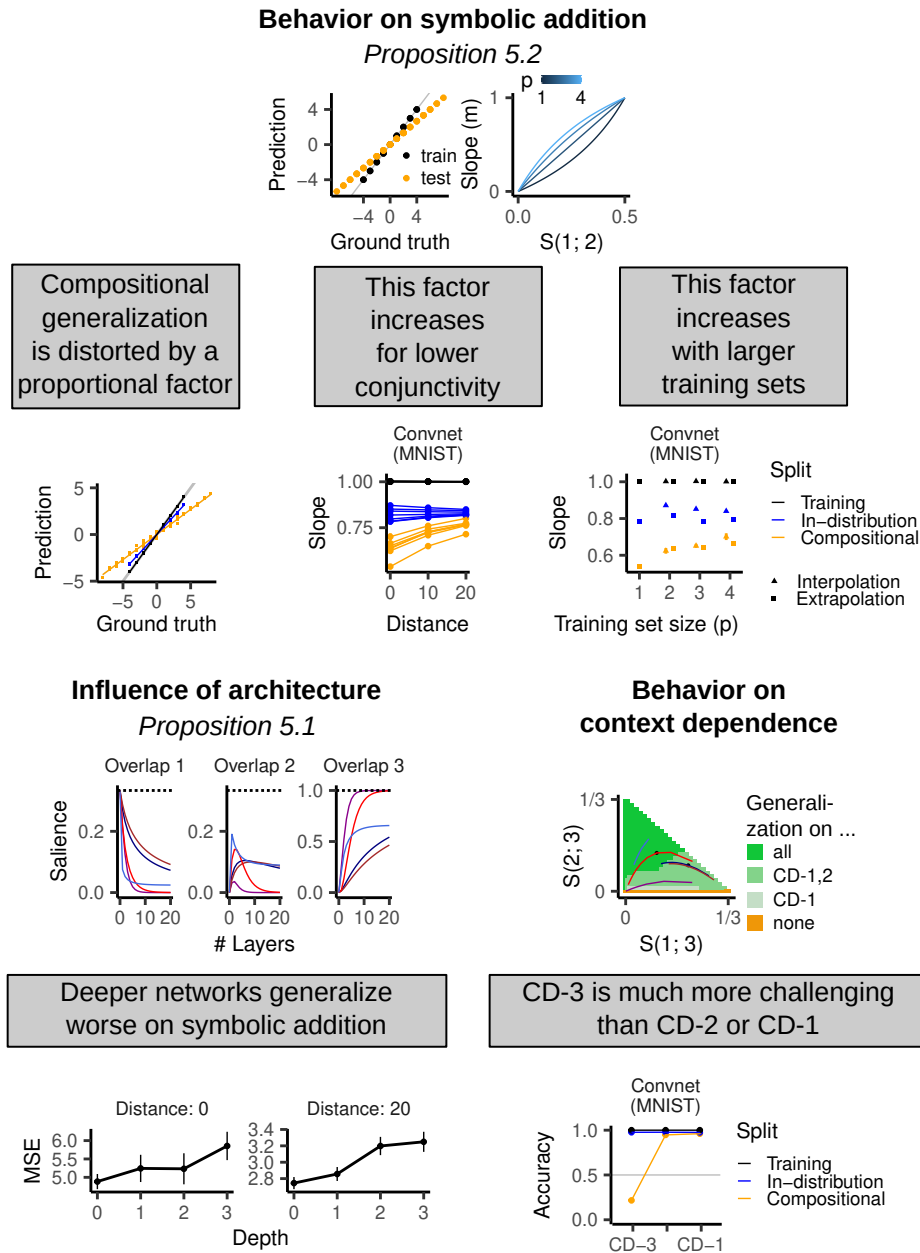 Behavior on symbolic addition
Proposition 5.2
p
1 4
Prediction
4
0
−4
train
test
−4 0 4
Ground truth
Slope (m)
1
0
0.0 0.5
S(1; 2)
Compositional
generalization
is distorted by a
proportional factor
This factor
increases
for lower
conjunctivity
This factor
increases
with larger
training sets
Prediction
5
0
−5
−5 0 5
Ground truth
Convnet
(MNIST)
Slope
1.00
0.75
0 10 20
Distance
Convnet
(MNIST)
Slope
1.0
0.8
0.6
1 2 3 4
Training set size (p)
Split
Training
In−distribution
Compositional
Interpolation
Extrapolation
Influence of architecture
Proposition 5.1
Overlap 1 Overlap 2 Overlap 3
Salience
0.2
0.0
0.2
0.0
1.0
0.5
0.0
0 10 20 0 10 20 0 10 20
# Layers
Behavior on
context dependence
S(2; 3)
1/3
0
0 1/3
S(1; 3)
Generali-
zation on ...
all
CD-1,2
CD-1
none
Deeper networks generalize
worse on symbolic addition
CD-3 is much more challenging
than CD-2 or CD-1
Distance: 0 Distance: 20
MSE
6.0
5.5
5.0
3.4
3.2
3.0
2.8
0 1 2 3 0 1 2 3
Depth
Convnet
(MNIST)
Accuracy
1.0
0.5
0.0
CD−3 CD−1
Split
Training
In−distribution
Compositional